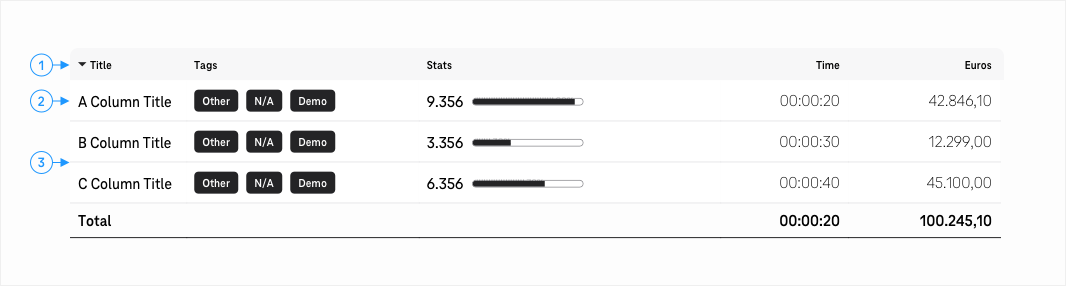 1 Title Tags Stats Time Euros
2 A Column Title Other N/A Demo 9.356 00:00:20 42.846,10
B Column Title Other N/A Demo 3.356 00:00:30 12.299,00
3
C Column Title Other N/A Demo 6.356 00:00:40 45.100,00
Total 00:00:20 100.245,10